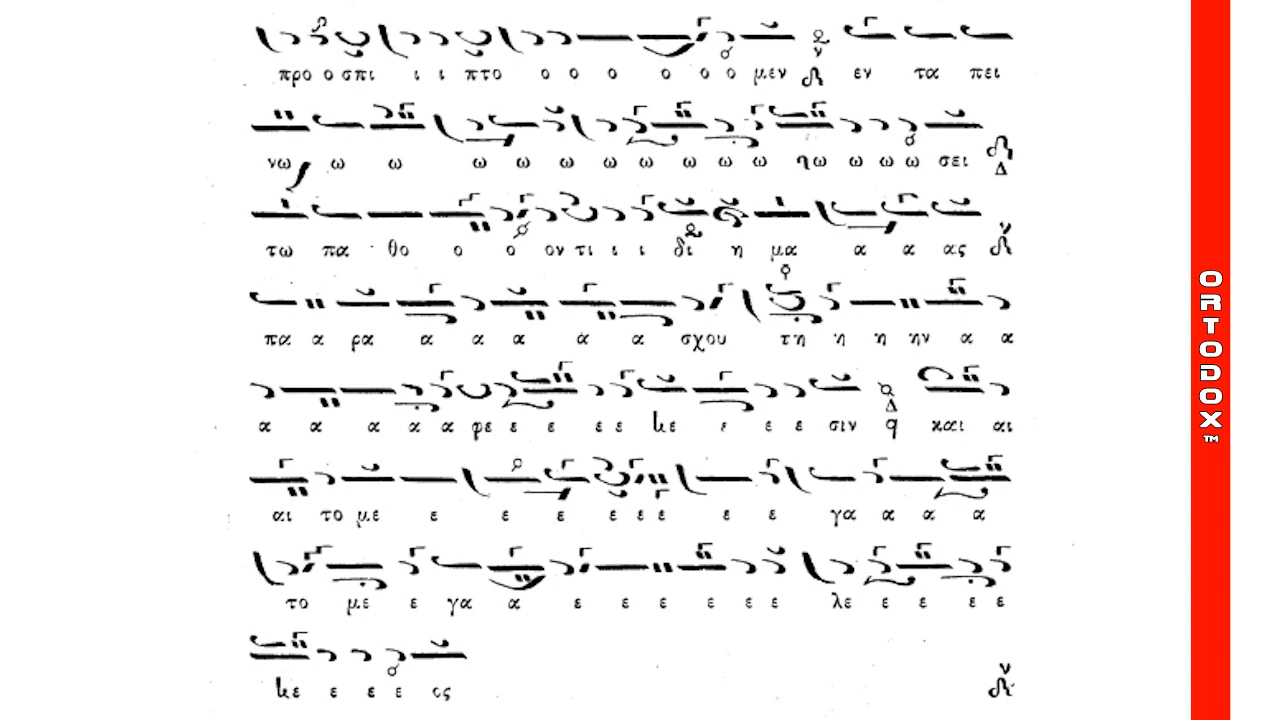 προ ο σπι ι ι πτο ο ο ο ο ο ο μεν εν τα πει
νω ω ω ω ω ω ω ω ω ω ω ηω ω ω ω σει
τω πα θο ο ο ον τι ι ι δι η μα α α ας
πα α ρα α α α α α σχου τη η η ην α α
α α α α α φε ε ε ε ε κε ε ε ε σιν q και αι
αι το με ε ε ε ε ε ε ε ε γα α α α
το με ε γα α ε ε ε ε ε ε λε ε ε ε ε
κε ε ε ε ος
ORTODOX™